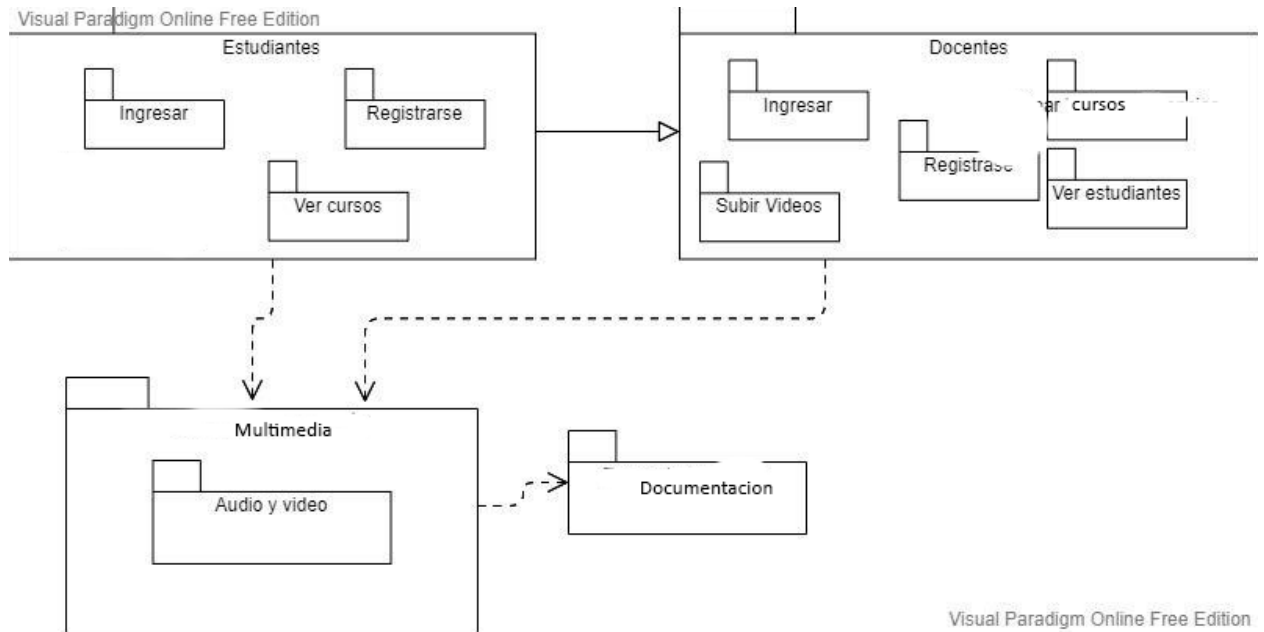 Visual Paradigm Online Free Edition
Estudiantes
Ingresar
Registrarse
Ver cursos
Docentes
Ingresar
cursos
Subir Videos
Ver estudiantes
Multimedia
Audio y video
Documentacion
Visual Paradigm Online Free Edition